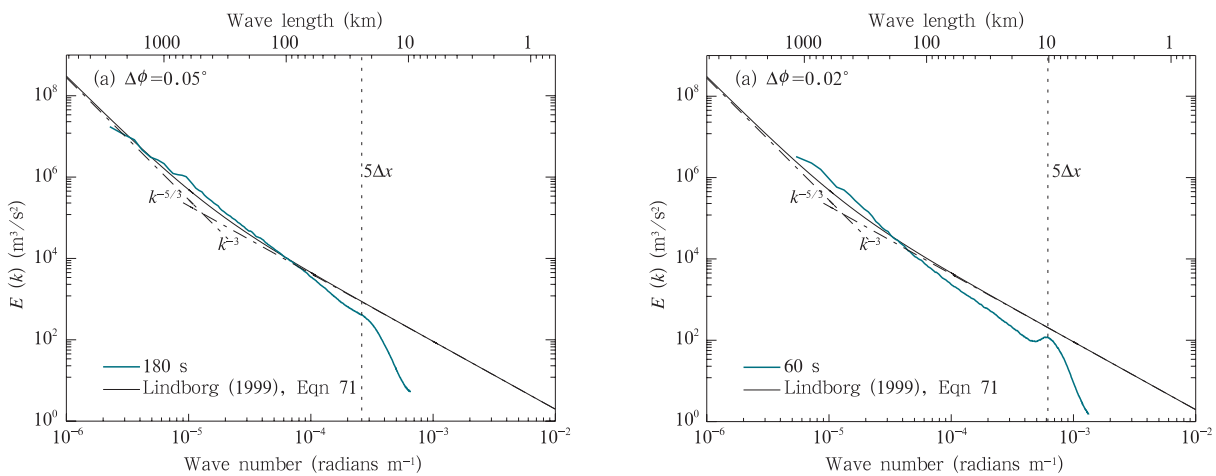 Wave length (km)
1000 100 10 1
(a) Δϕ=0.05°
10⁸
10⁶
10⁴
10²
10⁰
E (k) (m³/s²)
5Δx
k⁻⁵/³
k⁻³
180 s
Lindborg (1999), Eqn 71
10⁻⁶ 10⁻⁵ 10⁻⁴ 10⁻³ 10⁻²
Wave number (radians m⁻¹)
Wave length (km)
1000 100 10 1
(a) Δϕ=0.02°
10⁸
10⁶
10⁴
10²
10⁰
E (k) (m³/s²)
5Δx
k⁻⁵/³
k⁻³
60 s
Lindborg (1999), Eqn 71
10⁻⁶ 10⁻⁵ 10⁻⁴ 10⁻³ 10⁻²
Wave number (radians m⁻¹)